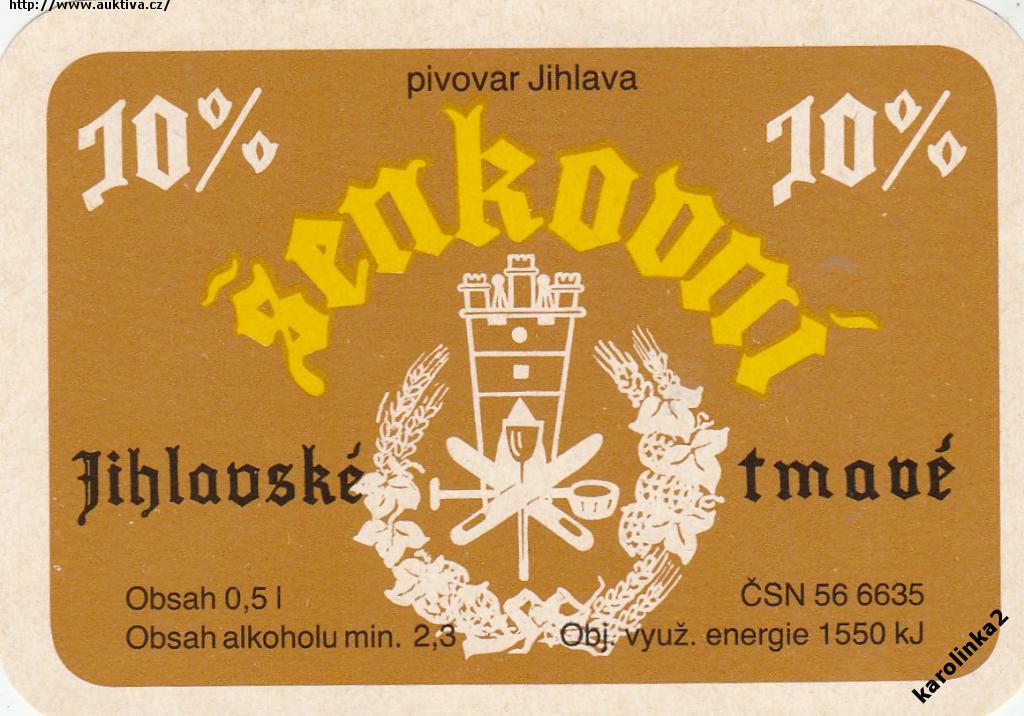 http://www.auktiva.cz/
pivovar Jihlava
10% 10%
šenkovní
Jihlavské tmavé
Obsah 0,5 l
Obsah alkoholu min. 2,3
ČSN 56 6635
Obj. využ. energie 1550 kJ
karolinka2